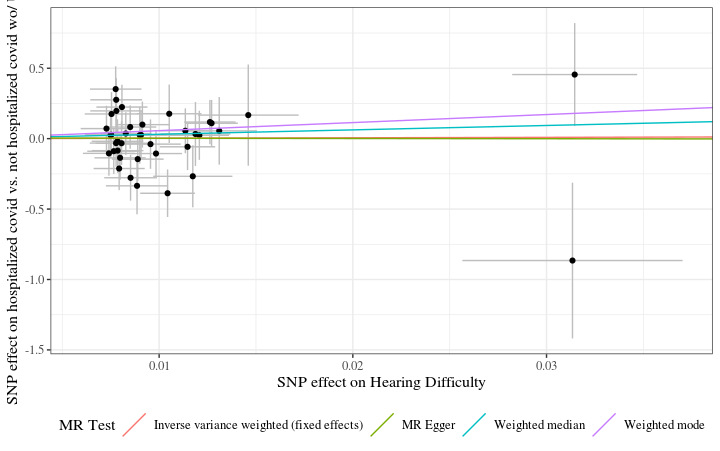 SNP effect on hospitalized covid vs. not hospitalized covid wo/
0.5
0.0
-0.5
-1.0
-1.5
0.01 0.02 0.03
SNP effect on Hearing Difficulty
MR Test Inverse variance weighted (fixed effects) MR Egger Weighted median Weighted mode